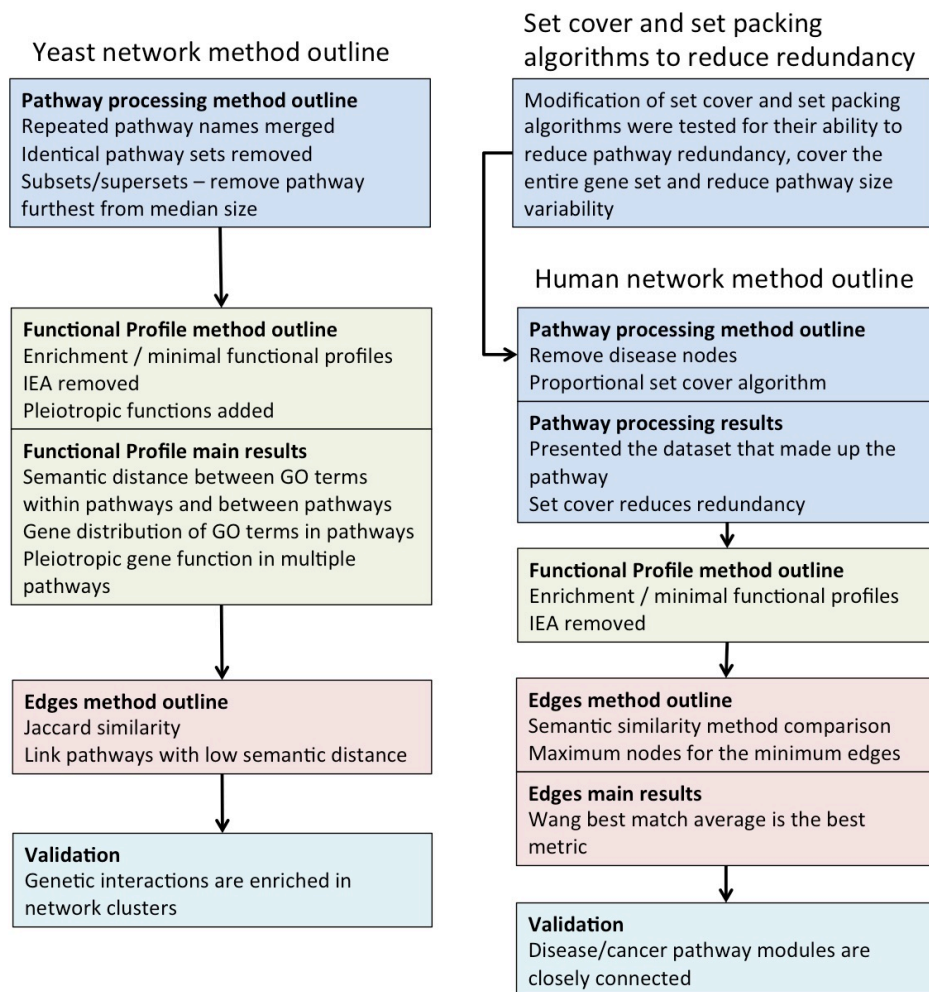 Yeast network method outline
Pathway processing method outline
Repeated pathway names merged
Identical pathway sets removed
Subsets/supersets – remove pathway
furthest from median size
Functional Profile method outline
Enrichment / minimal functional profiles
IEA removed
Pleiotropic functions added
Functional Profile main results
Semantic distance between GO terms
within pathways and between pathways
Gene distribution of GO terms in pathways
Pleiotropic gene function in multiple
pathways
Edges method outline
Jaccard similarity
Link pathways with low semantic distance
Validation
Genetic interactions are enriched in
network clusters
Set cover and set packing
algorithms to reduce redundancy
Modification of set cover and set packing
algorithms were tested for their ability to
reduce pathway redundancy, cover the
entire gene set and reduce pathway size
variability
Human network method outline
Pathway processing method outline
Remove disease nodes
Proportional set cover algorithm
Pathway processing results
Presented the dataset that made up the
pathway
Set cover reduces redundancy
Functional Profile method outline
Enrichment / minimal functional profiles
IEA removed
Edges method outline
Semantic similarity method comparison
Maximum nodes for the minimum edges
Edges main results
Wang best match average is the best
metric
Validation
Disease/cancer pathway modules are
closely connected